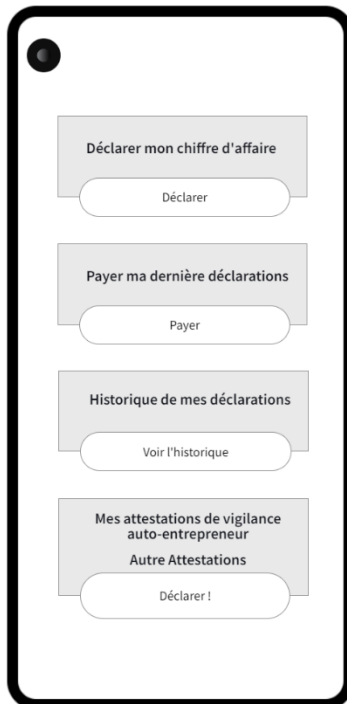 Déclarer mon chiffre d'affaire
Déclarer
Payer ma dernière déclarations
Payer
Historique de mes déclarations
Voir l'historique
Mes attestations de vigilance
auto-entrepreneur
Autre Attestations
Déclarer !